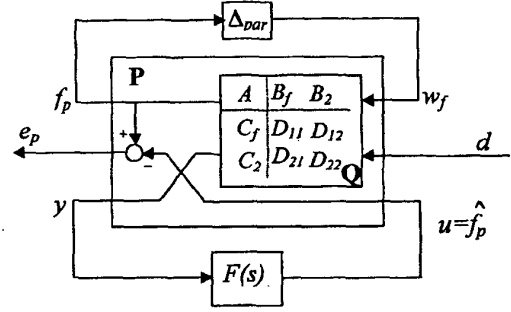 Δpar
P
fp
A Bf B2
wf
+
Cf D11 D12
ep
d
−
C2 D21 D22
Q
y
u=f̂p
F(s)